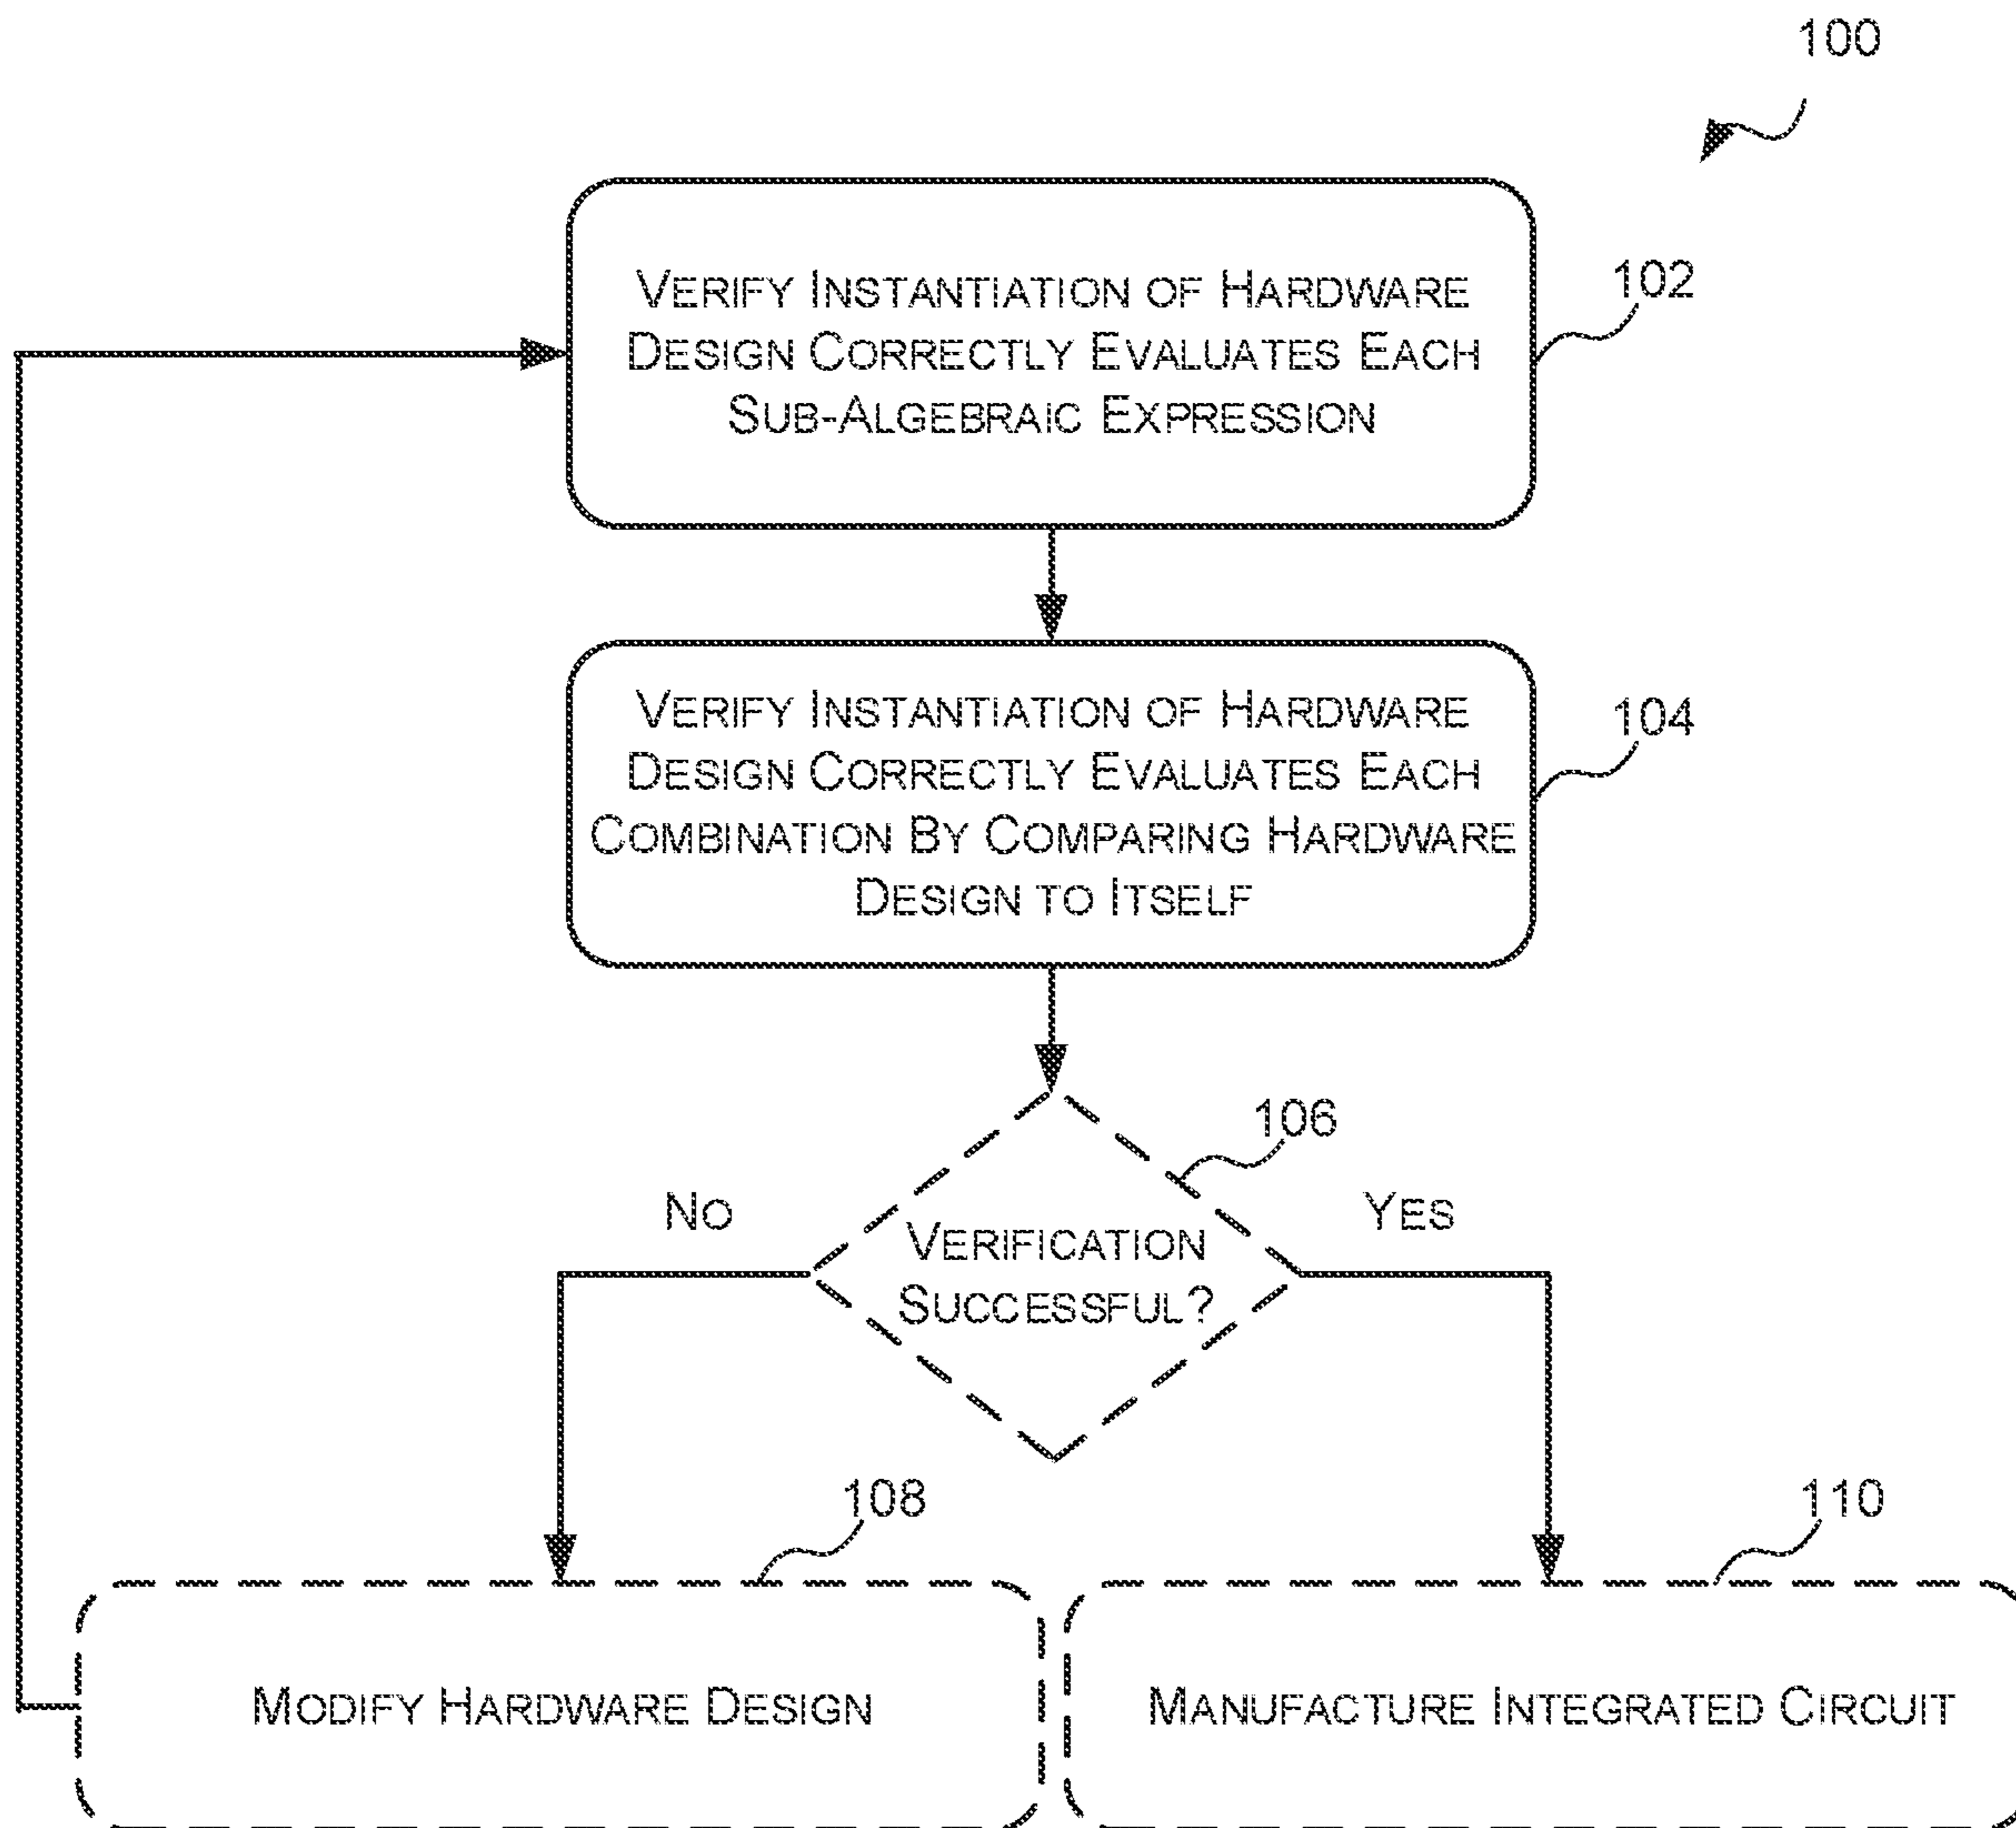 100
VERIFY INSTANTIATION OF HARDWARE
DESIGN CORRECTLY EVALUATES EACH
SUB-ALGEBRAIC EXPRESSION
102
VERIFY INSTANTIATION OF HARDWARE
DESIGN CORRECTLY EVALUATES EACH
COMBINATION BY COMPARING HARDWARE
DESIGN TO ITSELF
104
106
NO
YES
VERIFICATION
SUCCESSFUL?
108
110
MODIFY HARDWARE DESIGN
MANUFACTURE INTEGRATED CIRCUIT